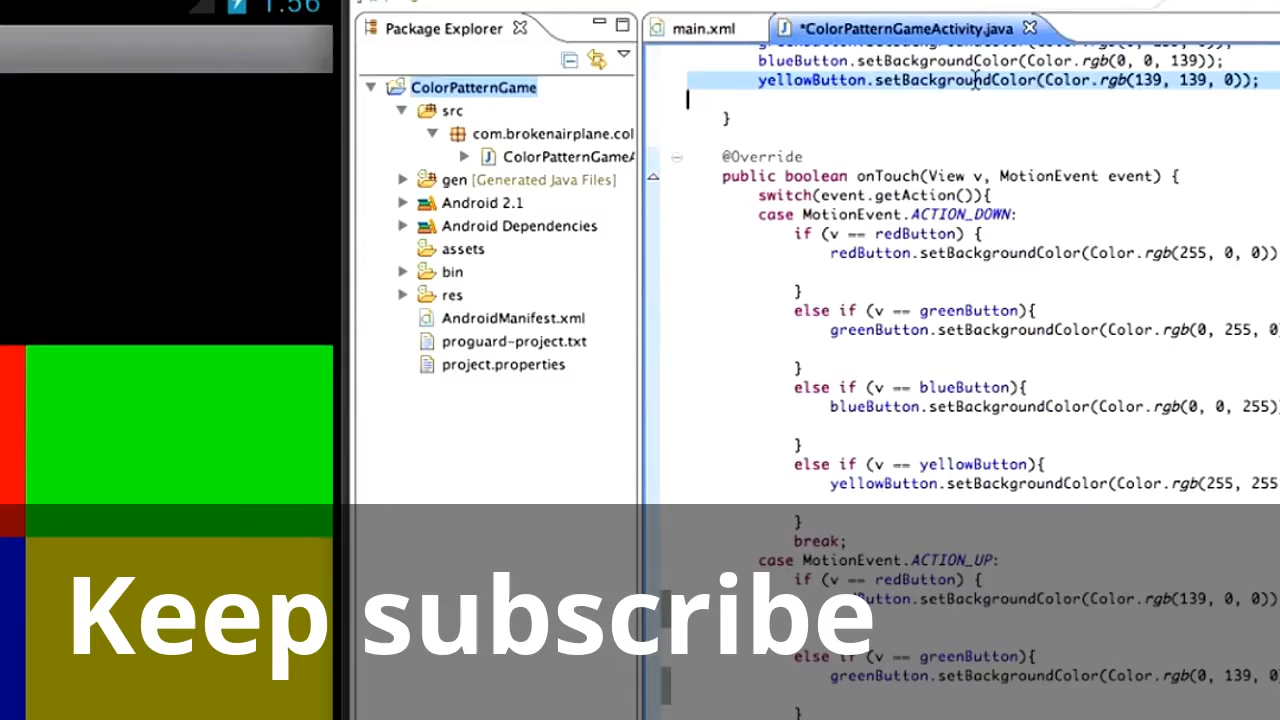 1:56
Package Explorer
main.xml
*ColorPatternGameActivity.java
ColorPatternGame
src
com.brokenairplane.col
ColorPatternGameA
gen [Generated Java Files]
Android 2.1
Android Dependencies
assets
bin
res
AndroidManifest.xml
proguard-project.txt
project.properties
blueButton.setBackgroundColor(Color.rgb(0, 0, 139));
yellowButton.setBackgroundColor(Color.rgb(139, 139, 0));
}
@Override
public boolean onTouch(View v, MotionEvent event) {
switch(event.getAction()){
case MotionEvent.ACTION_DOWN:
if (v == redButton) {
redButton.setBackgroundColor(Color.rgb(255, 0, 0))
}
else if (v == greenButton){
greenButton.setBackgroundColor(Color.rgb(0, 255, 0
}
else if (v == blueButton){
blueButton.setBackgroundColor(Color.rgb(0, 0, 255)
}
else if (v == yellowButton){
yellowButton.setBackgroundColor(Color.rgb(255, 255
}
break;
case MotionEvent.ACTION_UP:
if (v == redButton) {
.setBackgroundColor(Color.rgb(139, 0, 0))
else if (v == greenButton){
greenButton.setBackgroundColor(Color.rgb(0, 139, 0
}
Keep subscribe